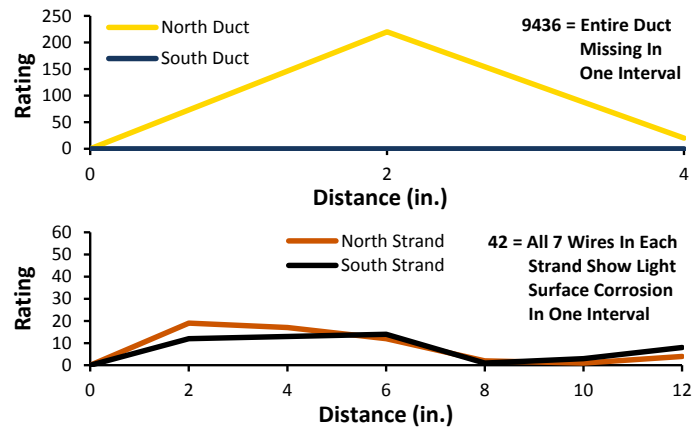 250
200
150
100
50
0
Rating
North Duct
South Duct
9436 = Entire Duct
Missing In
One Interval
0 2 4
Distance (in.)
60
50
40
30
20
10
0
Rating
North Strand
South Strand
42 = All 7 Wires In Each
Strand Show Light
Surface Corrosion
In One Interval
0 2 4 6 8 10 12
Distance (in.)